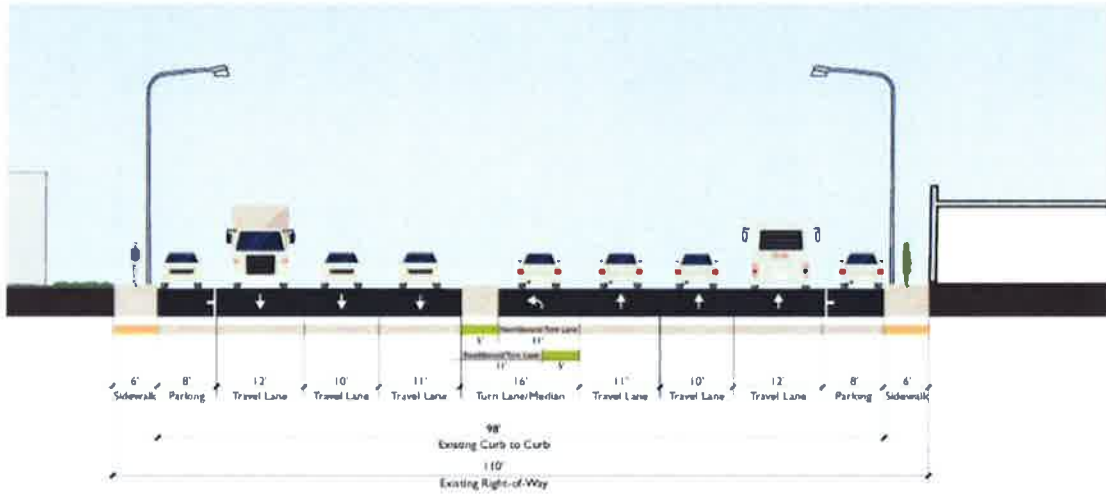 Northbound Turn Lane
5' 11'
Southbound Turn Lane
11' 5'
6' 8' 12' 10' 11' 16' 11' 10' 12' 8' 6'
Sidewalk Parking Travel Lane Travel Lane Travel Lane Turn Lane/Median Travel Lane Travel Lane Travel Lane Parking Sidewalk
98'
Existing Curb to Curb
110'
Existing Right-of-Way